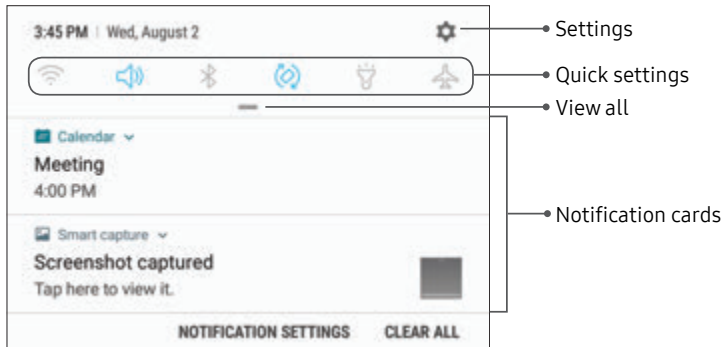 3:45 PM | Wed, August 2
Settings
Quick settings
View all
Calendar
Meeting
4:00 PM
Notification cards
Smart capture
Screenshot captured
Tap here to view it.
NOTIFICATION SETTINGS CLEAR ALL